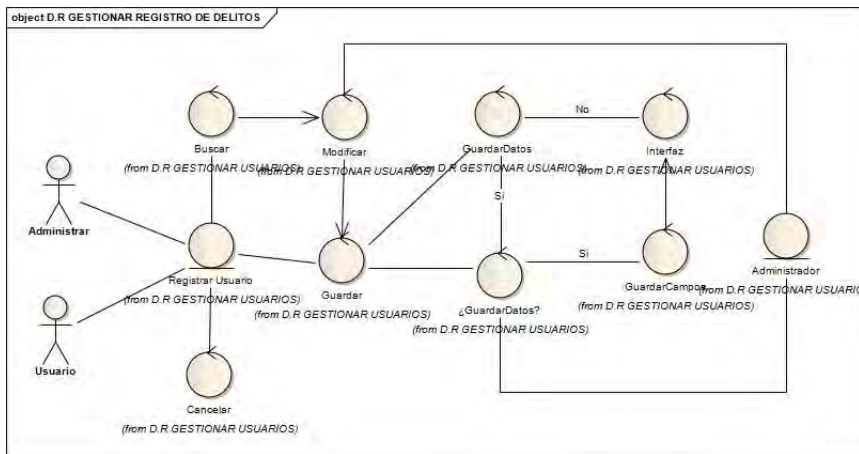 object D.R GESTIONAR REGISTRO DE DELITOS
No
Buscar
Modificar
GuardarDatos
Interfaz
(from D.R GESTIONAR USUARIOS)
(from D.R GESTIONAR USUARIOS)
(from D.R GESTIONAR USUARIOS)
(from D.R GESTIONAR USUARIOS)
Si
Administrar
Si
Registrar Usuario
Guardar
¿GuardarDatos?
GuardarCampos
Administrador
(from D.R GESTIONAR USUARIOS)
(from D.R GESTIONAR USUARIOS)
(from D.R GESTIONAR USUARIOS)
(from D.R GESTIONAR USUARIOS)
(from D.R GESTIONAR USUARIO
Usuario
Cancelar
(from D.R GESTIONAR USUARIOS)